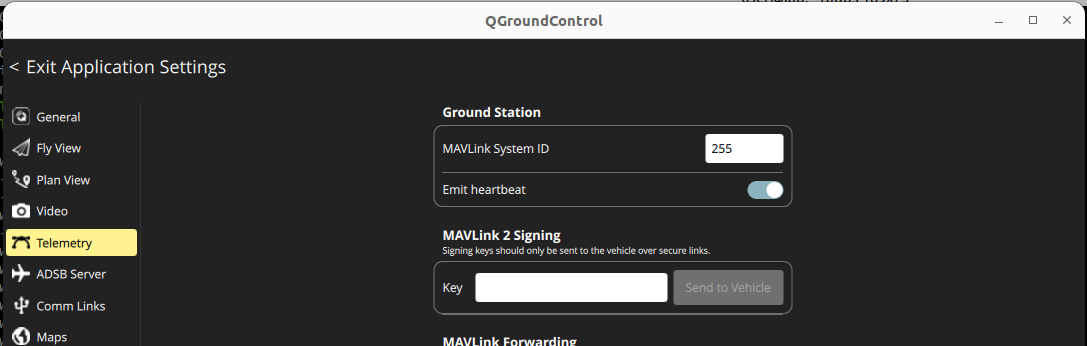 QGroundControl
< Exit Application Settings
General
Fly View
Plan View
Video
Telemetry
ADSB Server
Comm Links
Maps
Ground Station
MAVLink System ID
255
Emit heartbeat
MAVLink 2 Signing
Signing keys should only be sent to the vehicle over secure links.
Key
Send to Vehicle
MAVLink Forwarding